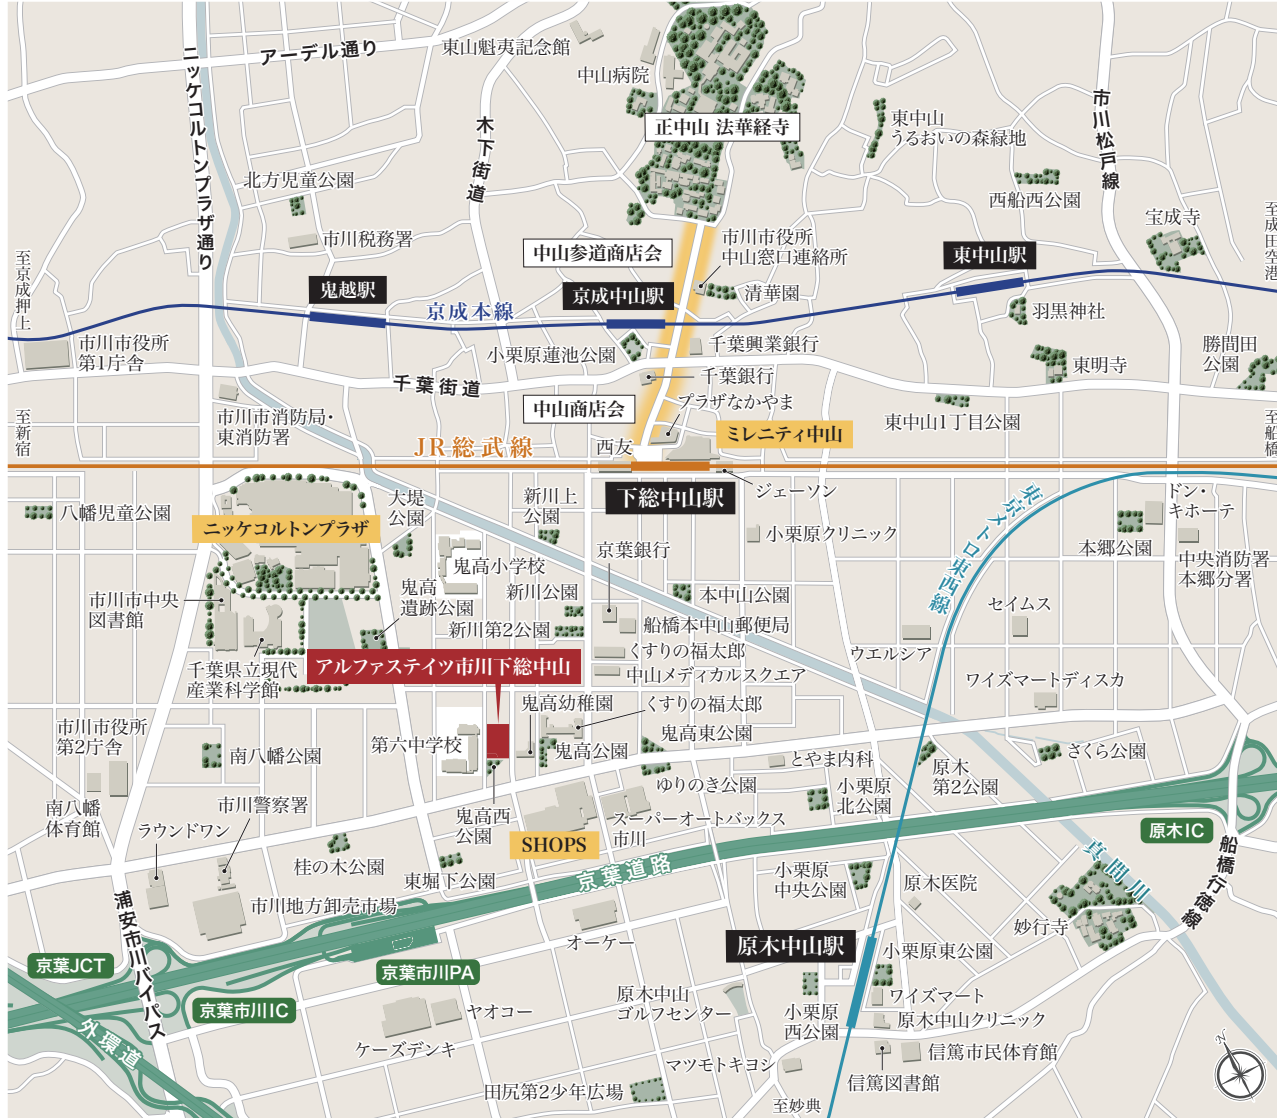 アーデル通り
東山魁夷記念館
中山病院
ニッケコルトンプラザ通り
木下街道
正中山 法華経寺
東中山
うるおいの森緑地
市川松戸線
北方児童公園
西船西公園
宝成寺
至成田空港
市川税務署
中山参道商店会
市川市役所
中山窓口連絡所
東中山駅
至京成押上
鬼越駅
京成本線
京成中山駅
清華園
羽黒神社
市川市役所
第1庁舎
小栗原蓮池公園
千葉興業銀行
東明寺
勝間田
公園
千葉街道
千葉銀行
至新宿
市川市消防局・
東消防署
中山商店会
プラザなかやま
東中山1丁目公園
至船橋
JR総武線
西友
ミレニティ中山
下総中山駅
ジェーソン
八幡児童公園
ニッケコルトンプラザ
大堤
公園
新川上
公園
小栗原クリニック
東京メトロ東西線
ドン・
キホーテ
本郷公園
中央消防署
本郷分署
京葉銀行
鬼高小学校
鬼高
遺跡公園
新川公園
本中山公園
市川市中央
図書館
新川第2公園
船橋本中山郵便局
セイムス
くすりの福太郎
ウエルシア
千葉県立現代
産業科学館
アルファステイツ市川下総中山
中山メディカルスクエア
ワイズマートディスカ
鬼高幼稚園
くすりの福太郎
市川市役所
第2庁舎
第六中学校
鬼高公園
鬼高東公園
南八幡公園
とやま内科
原木
第2公園
さくら公園
ゆりのき公園
小栗原
北公園
南八幡
体育館
市川警察署
鬼高西
公園
スーパーオートバックス
市川
ラウンドワン
SHOPS
原木IC
船橋行徳線
桂の木公園
東堀下公園
京葉道路
小栗原
中央公園
原木医院
真間川
浦安市川バイパス
市川地方卸売市場
オーケー
妙行寺
原木中山駅
小栗原東公園
京葉JCT
京葉市川PA
京葉市川IC
ヤオコー
原木中山
ゴルフセンター
小栗原
西公園
ワイズマート
原木中山クリニック
外環道
ケーズデンキ
マツモトキヨシ
信篤市民体育館
信篤図書館
田尻第2少年広場
至妙典
N